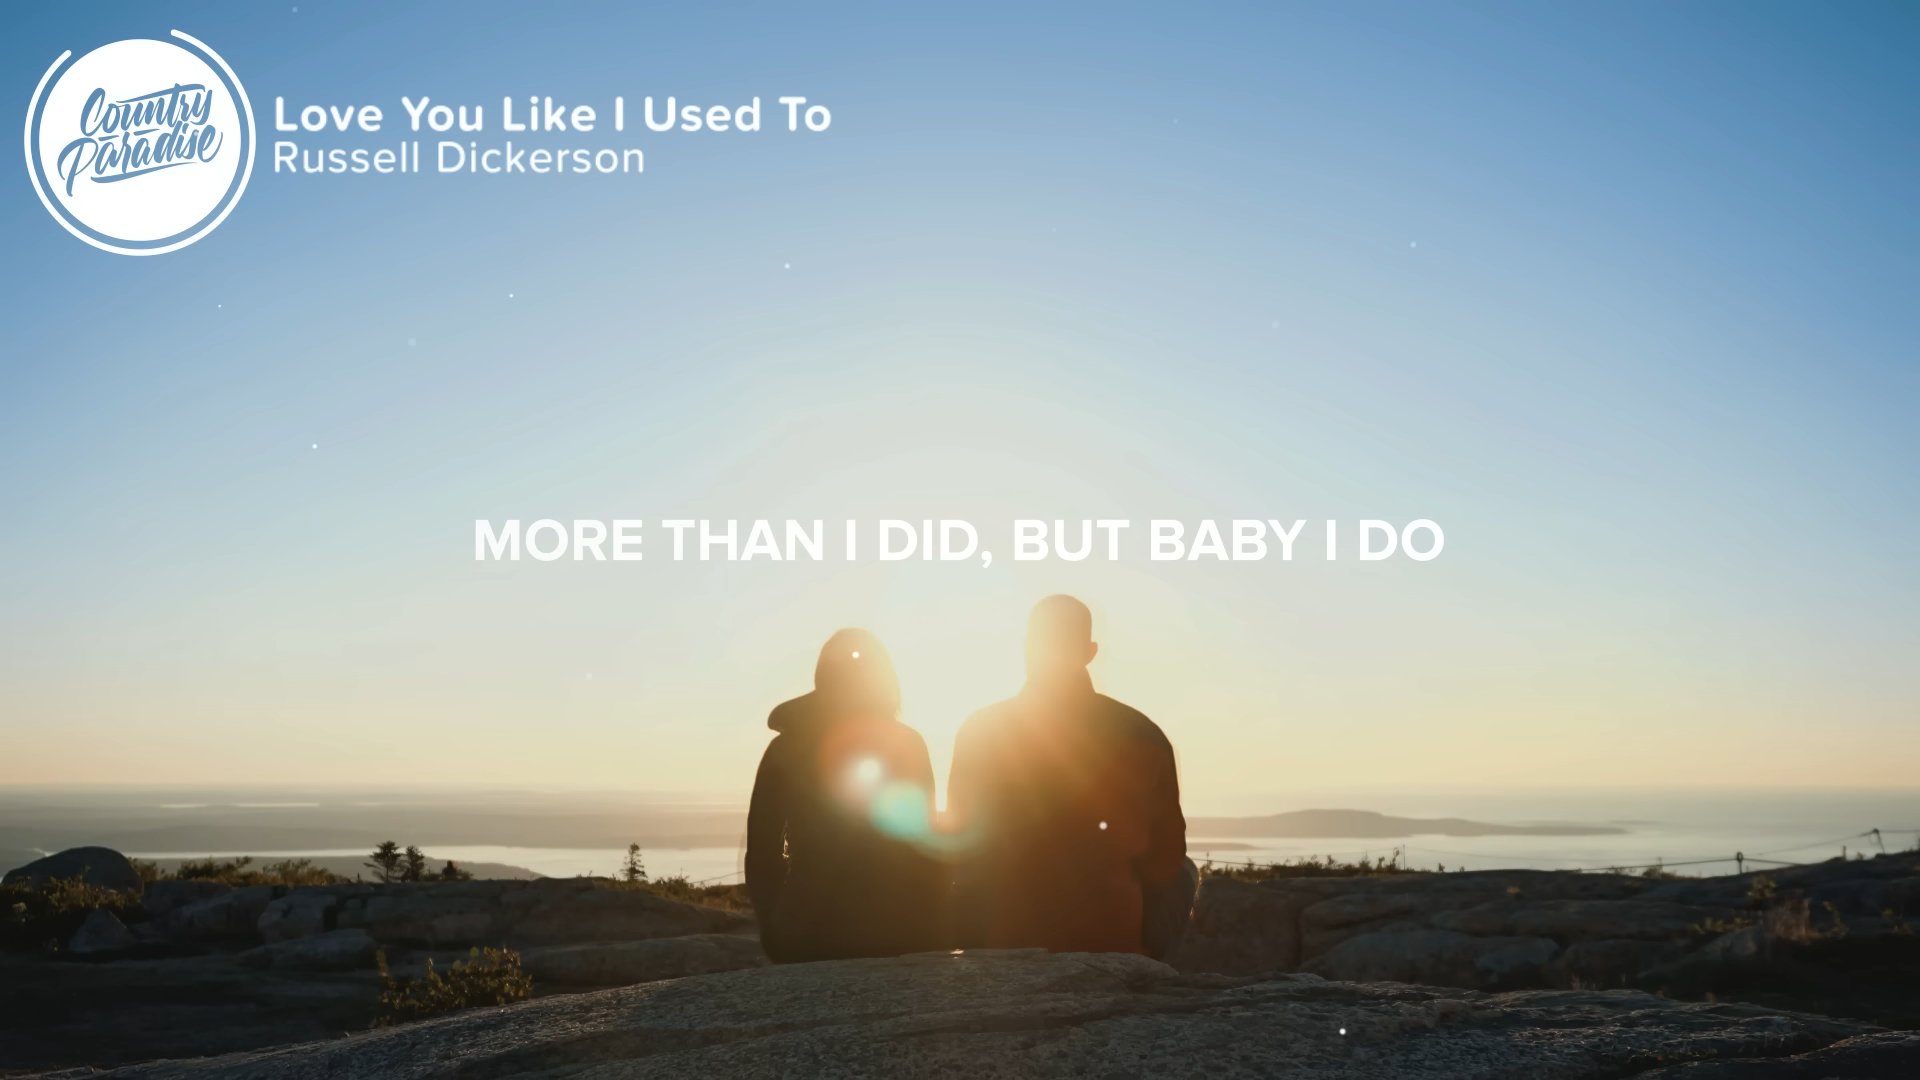 Country
Paradise
Love You Like I Used To
Russell Dickerson
MORE THAN I DID, BUT BABY I DO